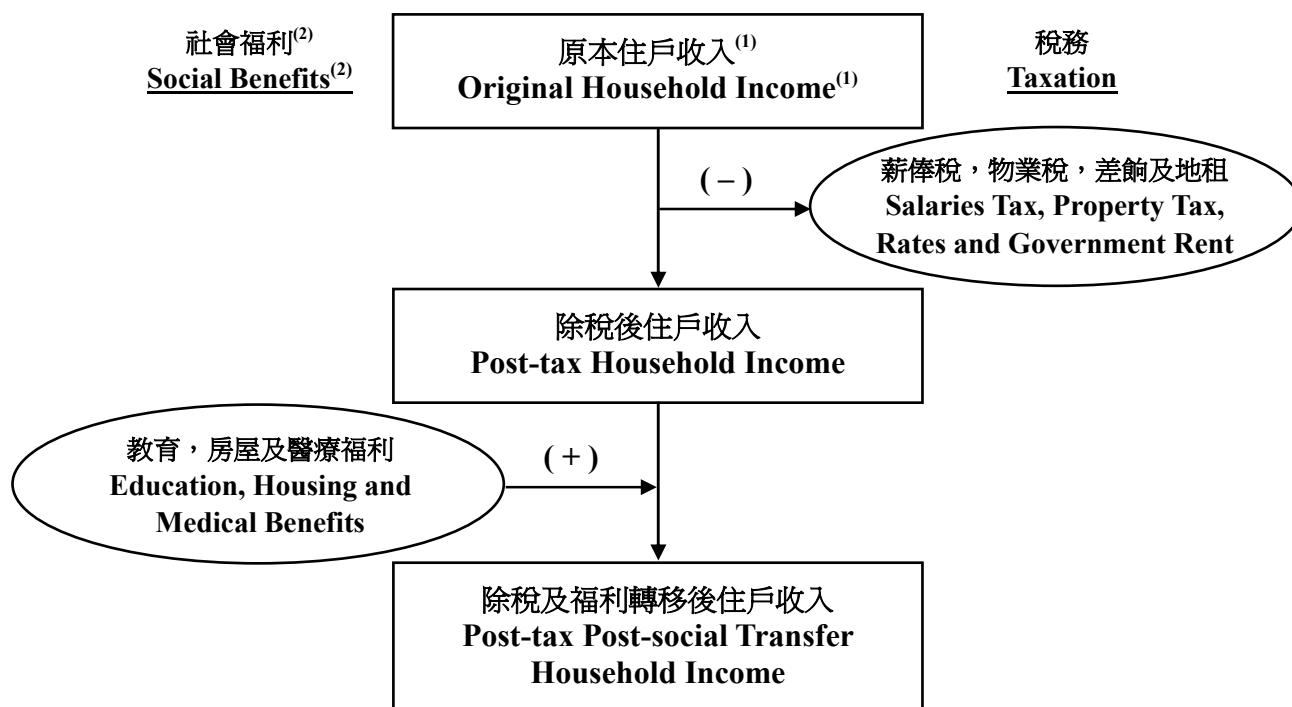 社會福利(2)
Social Benefits(2)
原本住戶收入(1)
Original Household Income(1)
稅務
Taxation
( – )
薪俸稅，物業稅，差餉及地租
Salaries Tax, Property Tax,
Rates and Government Rent
除稅後住戶收入
Post-tax Household Income
教育，房屋及醫療福利
Education, Housing and
Medical Benefits
( + )
除稅及福利轉移後住戶收入
Post-tax Post-social Transfer
Household Income